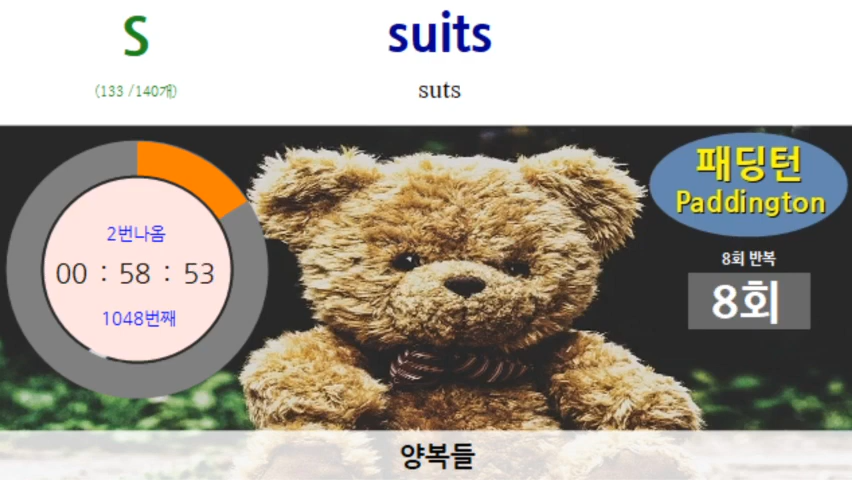 S
(133 /140개)
suits
suts
패딩턴
Paddington
2번나옴
00 : 58 : 53
1048번째
8회 반복
8회
양복들